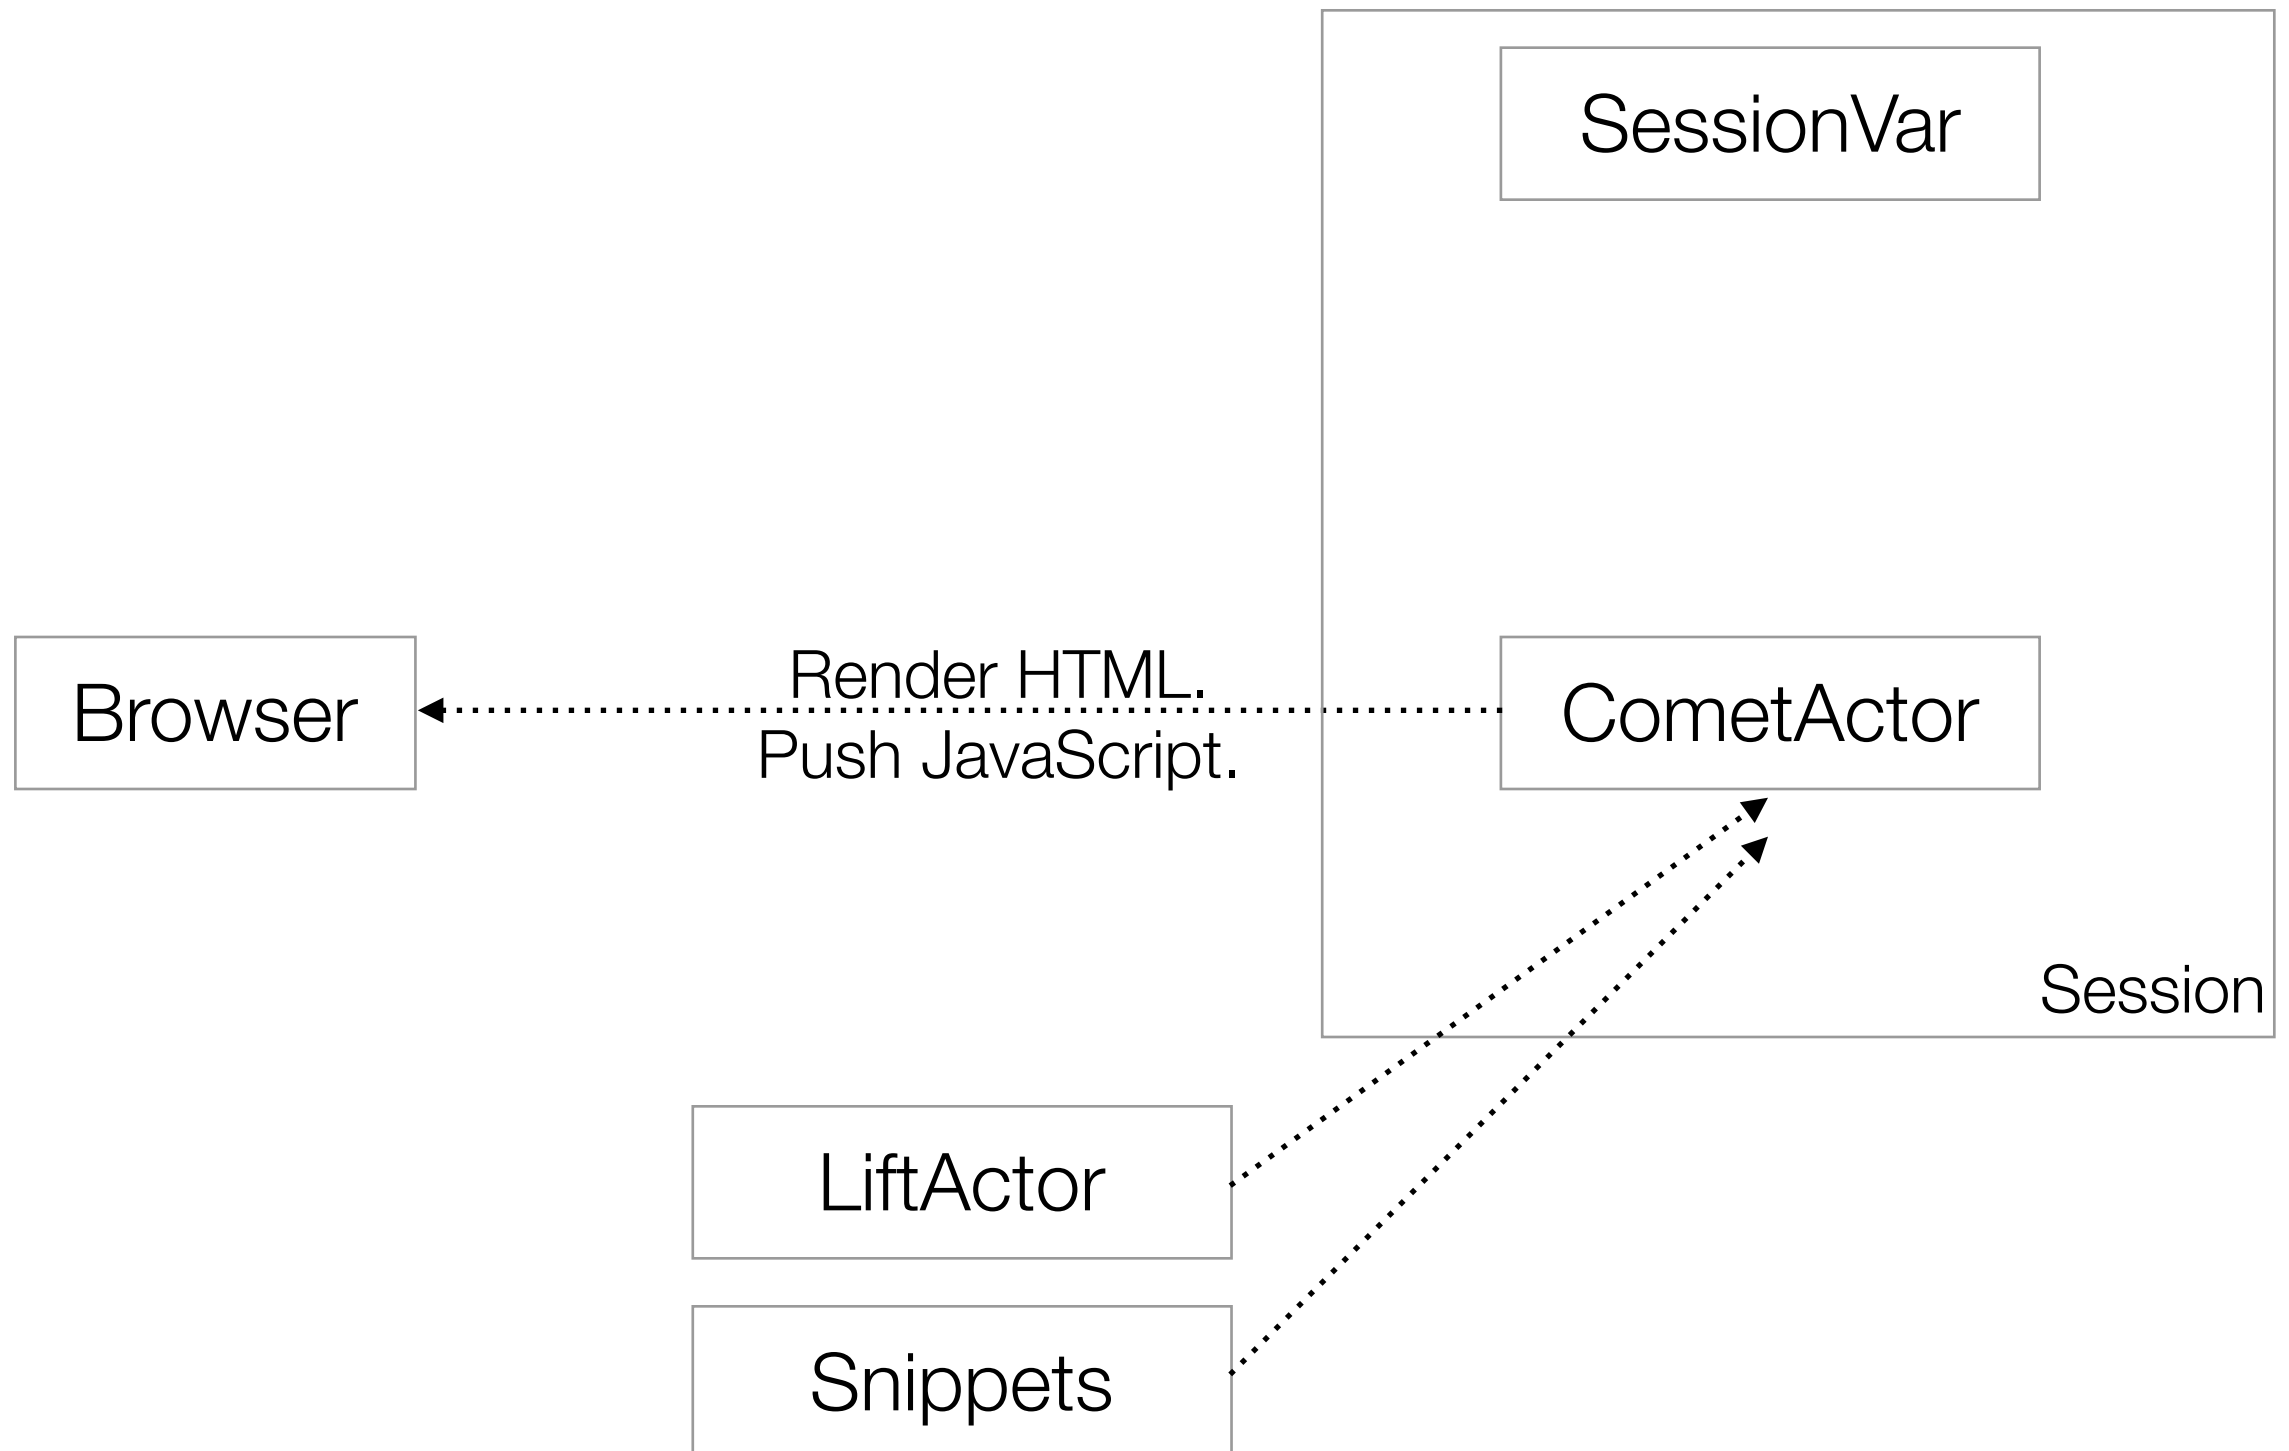 SessionVar
Browser
Render HTML.
Push JavaScript.
CometActor
Session
LiftActor
Snippets